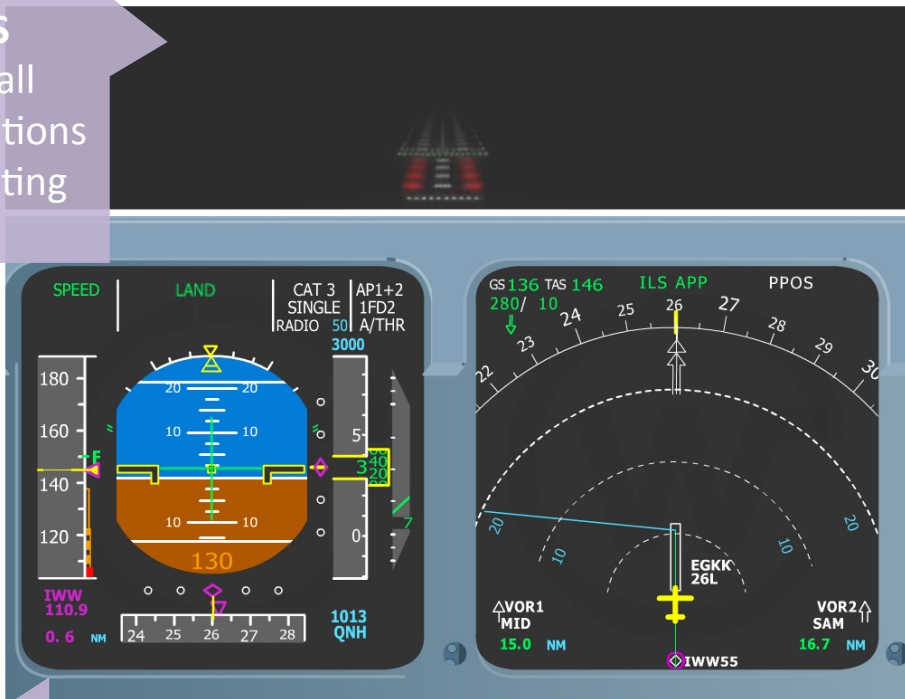 s
all
tions
ting
SPEED LAND CAT 3 AP1+2
SINGLE 1FD2
RADIO 50 A/THR
3000
180
160
F
140
120
20 20
10 10
10 10
130
5
3
40
20
0
7
IWW
110.9
0.6 NM
24 25 26 27 28
1013
QNH
GS 136 TAS 146 ILS APP PPOS
280/ 10
22 23 24 25 26 27 28 29 30
20 20
10 10
EGKK
26L
VOR1
MID
15.0 NM
VOR2
SAM
16.7 NM
IWW55